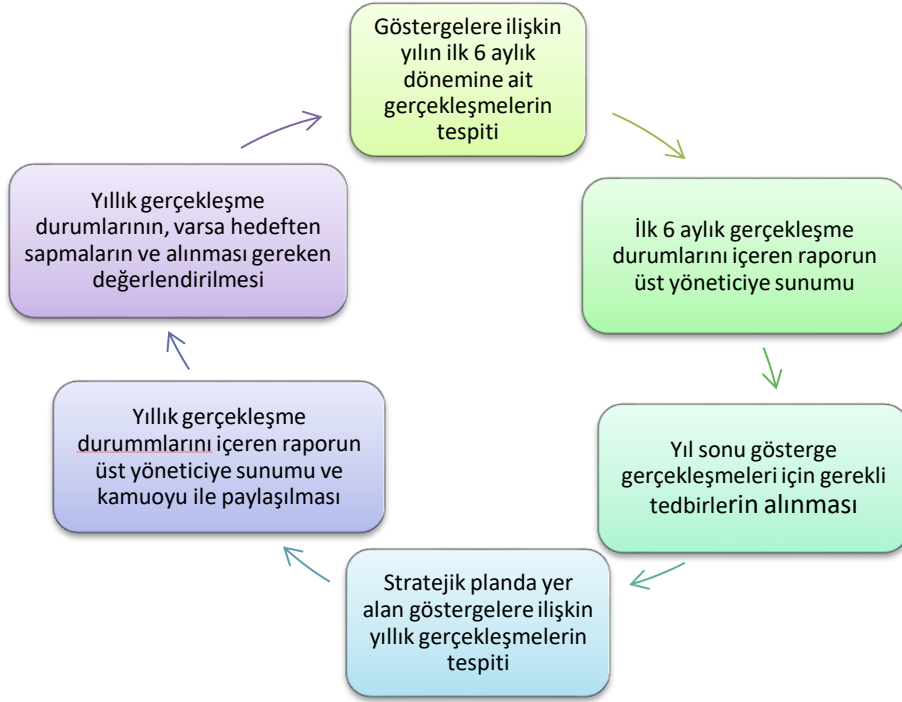 Göstergelere ilişkin
yılın ilk 6 aylık
dönemine ait
gerçekleşmelerin
tespiti
İlk 6 aylık gerçekleşme
durumlarını içeren raporun
üst yöneticiye sunumu
Yıl sonu gösterge
gerçekleşmeleri için gerekli
tedbirlerin alınması
Stratejik planda yer
alan göstergelere ilişkin
yıllık gerçekleşmelerin
tespiti
Yıllık gerçekleşme
durummlarını içeren raporun
üst yöneticiye sunumu ve
kamuoyu ile paylaşılması
Yıllık gerçekleşme
durumlarının, varsa hedeften
sapmaların ve alınması gereken
değerlendirilmesi